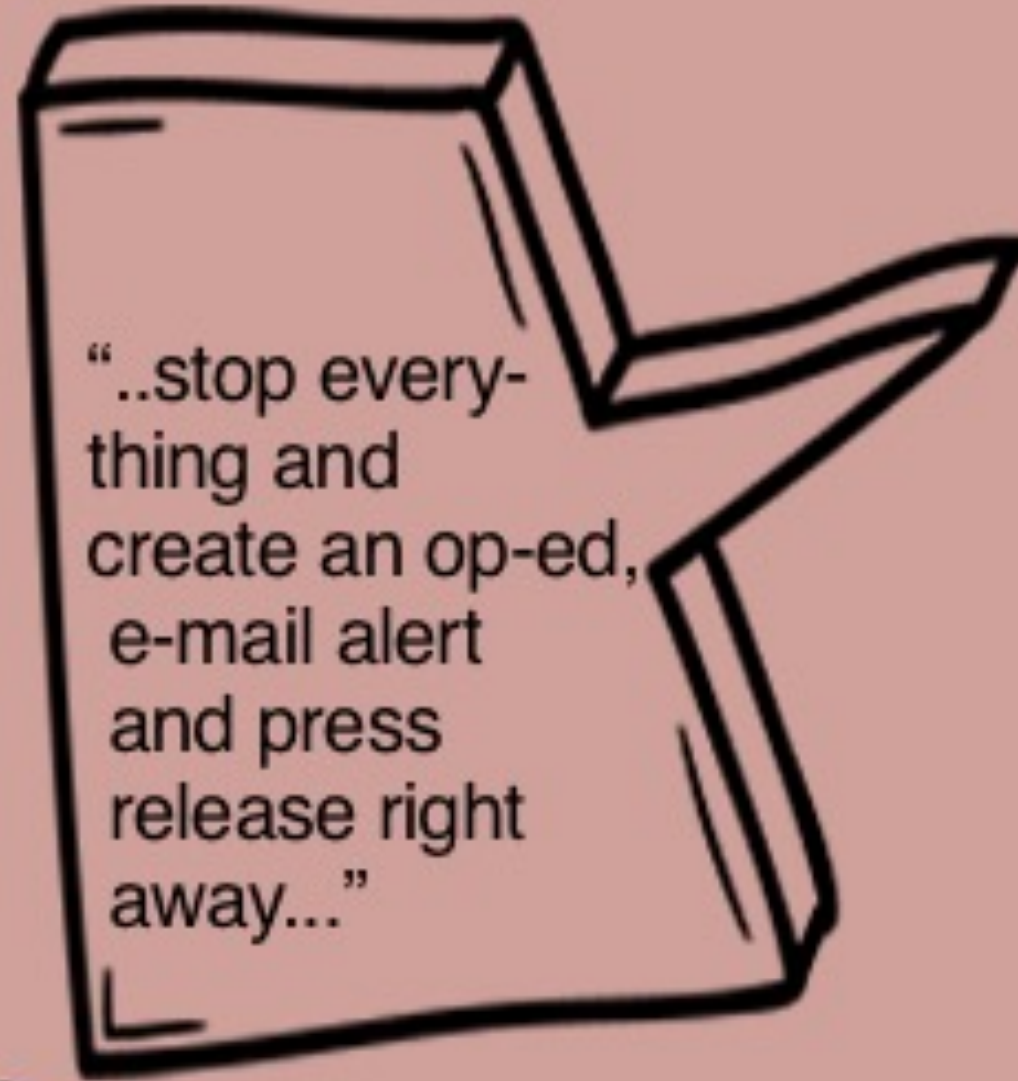 “..stop every-
thing and
create an op-ed,
e-mail alert
and press
release right
away...”